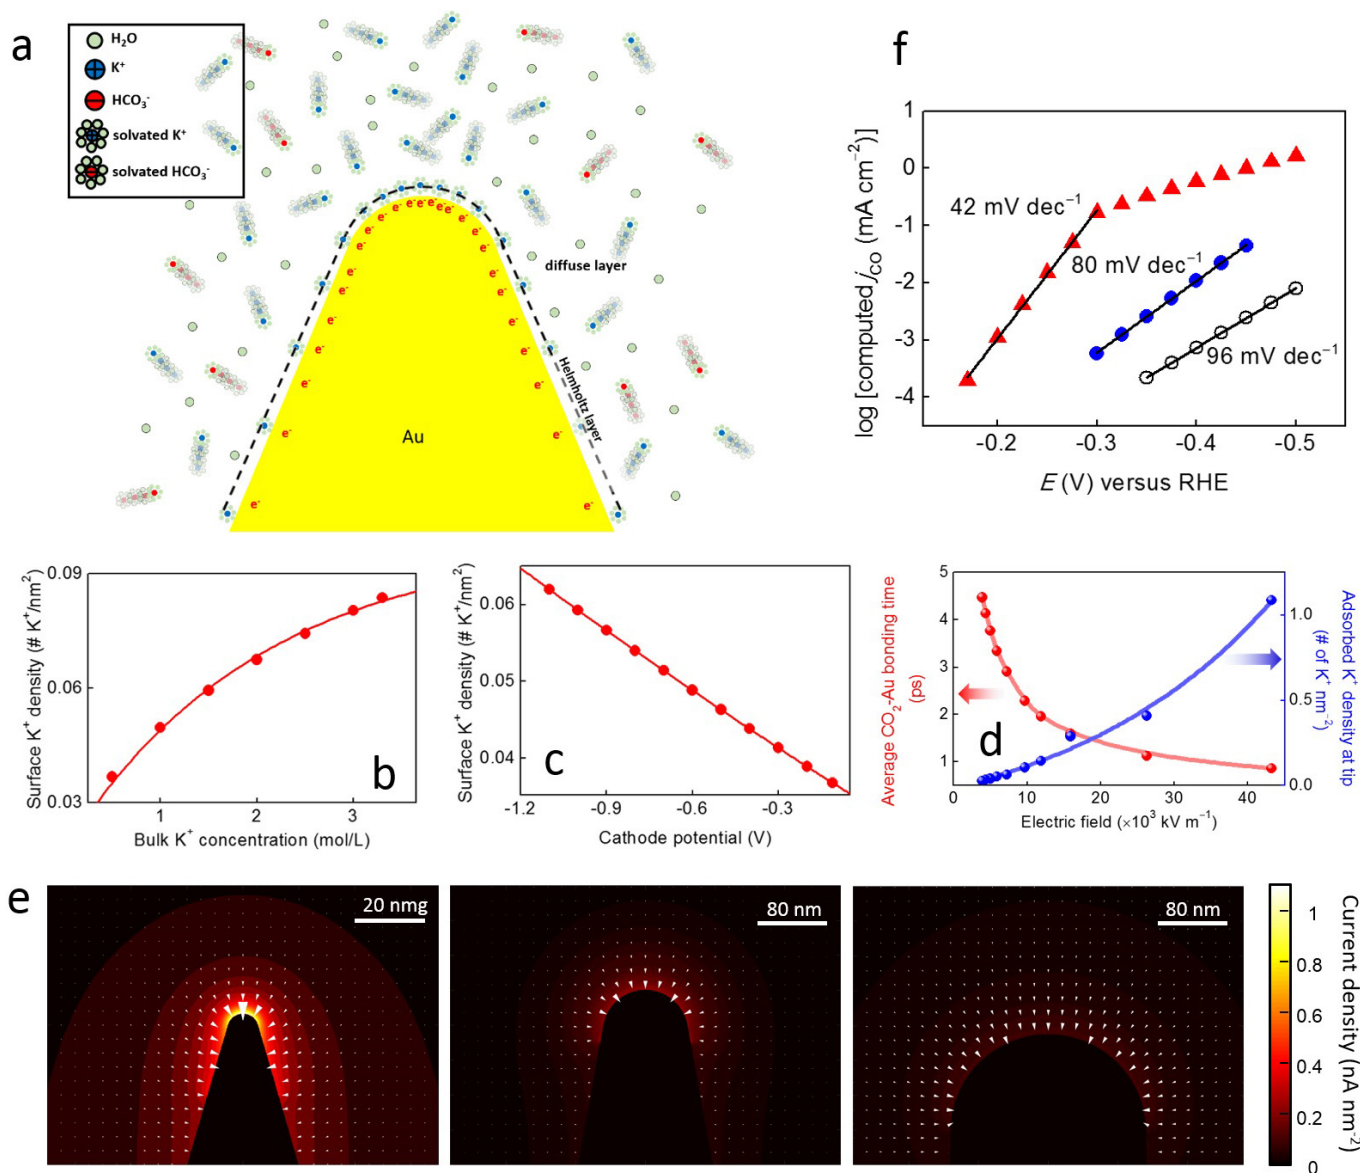 a
H₂O
K⁺
HCO₃⁻
solvated K⁺
solvated HCO₃⁻
e⁻ e⁻ e⁻ e⁻ e⁻ e⁻ e⁻ e⁻ e⁻
diffuse layer
Helmholtz layer
Au
f
log [computed jCO (mA cm⁻²)]
1
0
-1
-2
-3
-4
42 mV dec⁻¹
80 mV dec⁻¹
96 mV dec⁻¹
-0.2 -0.3 -0.4 -0.5
E (V) versus RHE
Surface K⁺ density (# K⁺/nm²)
0.09
0.06
0.03
b
1 2 3
Bulk K⁺ concentration (mol/L)
Surface K⁺ density (# K⁺/nm²)
0.06
0.05
0.04
c
-1.2 -0.9 -0.6 -0.3
Cathode potential (V)
Average CO₂-Au bonding time
(ps)
5
4
3
2
1
d
1.0
0.5
0.0
Adsorbed K⁺ density at tip
(# of K⁺ nm⁻²)
0 10 20 30 40
Electric field (×10³ kV m⁻¹)
e
20 nmg
80 nm
80 nm
1
0.8
0.6
0.4
0.2
0
Current density (nA nm⁻²)